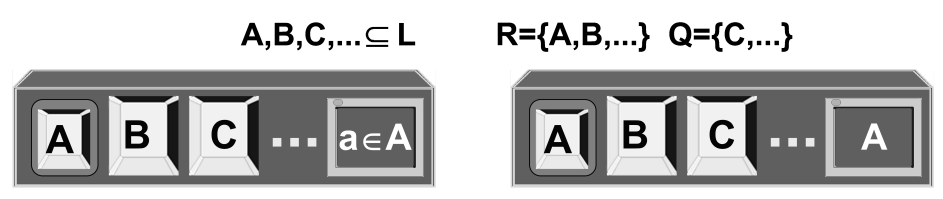 A,B,C,...⊆ L
R={A,B,...} Q={C,...}
A B C ... a∈A
A B C ... A